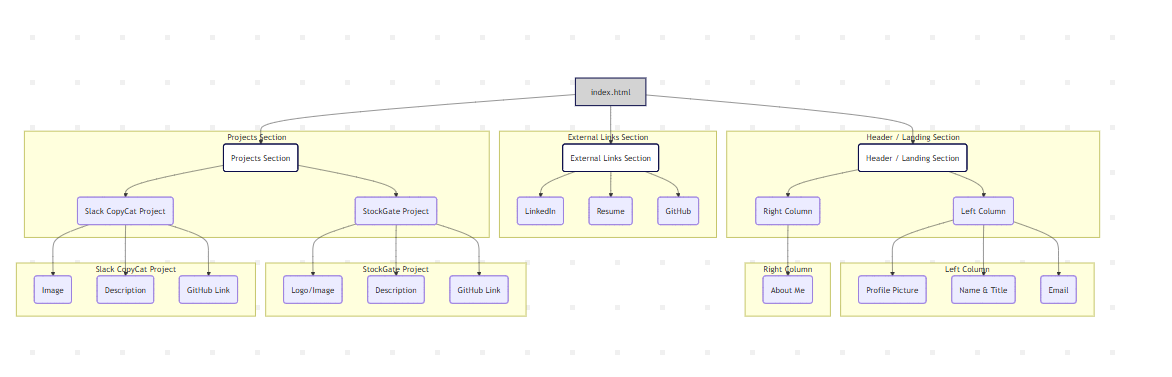 index.html
Projects Section
External Links Section
Header / Landing Section
Projects Section
External Links Section
Header / Landing Section
Slack CopyCat Project
StockGate Project
LinkedIn
Resume
GitHub
Right Column
Left Column
Slack CopyCat Project
StockGate Project
Right Column
Left Column
Image
Description
GitHub Link
Logo/Image
Description
GitHub Link
About Me
Profile Picture
Name & Title
Email